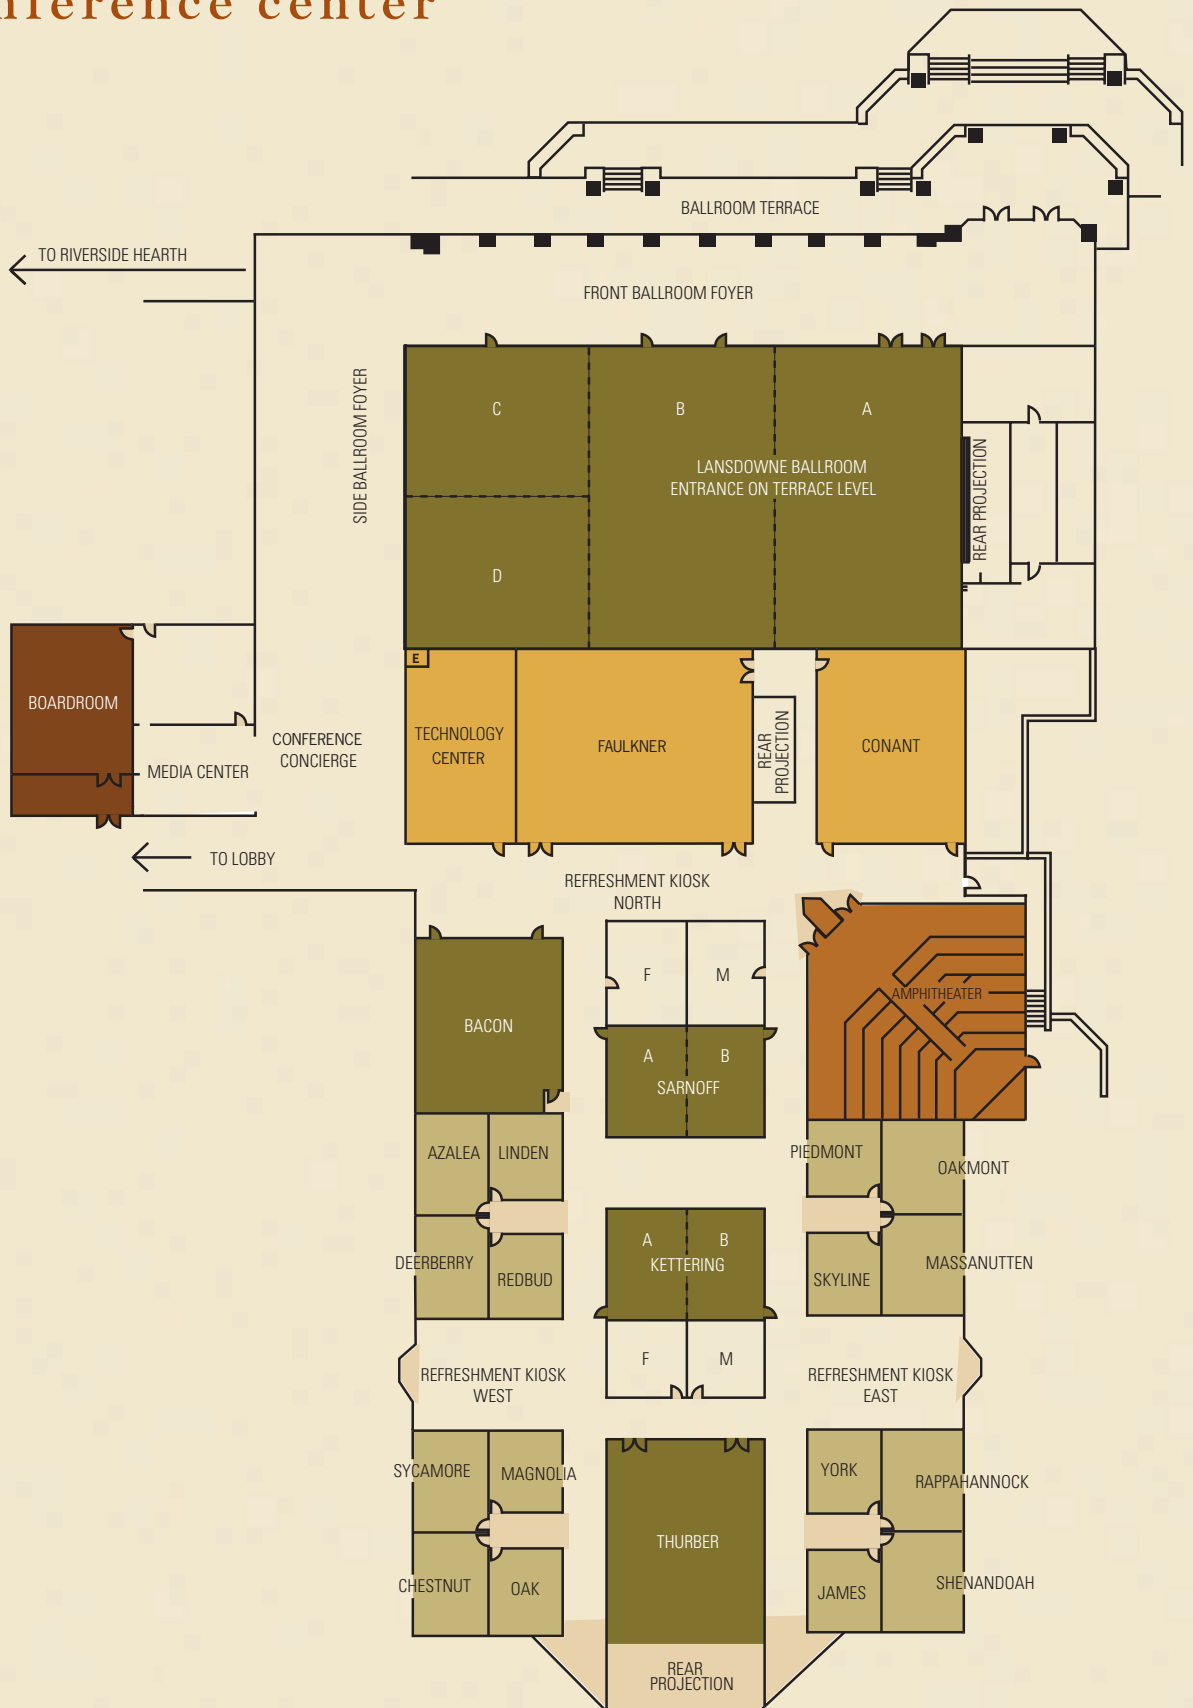 nference center
BALLROOM TERRACE
TO RIVERSIDE HEARTH
FRONT BALLROOM FOYER
SIDE BALLROOM FOYER
C
B
A
LANSDOWNE BALLROOM
ENTRANCE ON TERRACE LEVEL
REAR PROJECTION
D
E
BOARDROOM
MEDIA CENTER
CONFERENCE
CONCIERGE
TECHNOLOGY
CENTER
FAULKNER
REAR
PROJECTION
CONANT
TO LOBBY
REFRESHMENT KIOSK
NORTH
F
M
AMPHITHEATER
BACON
A
B
SARNOFF
AZALEA
LINDEN
PIEDMONT
OAKMONT
DEERBERRY
REDBUD
A
B
KETTERING
SKYLINE
MASSANUTTEN
F
M
REFRESHMENT KIOSK
WEST
REFRESHMENT KIOSK
EAST
SYCAMORE
MAGNOLIA
YORK
RAPPAHANNOCK
THURBER
CHESTNUT
OAK
JAMES
SHENANDOAH
REAR
PROJECTION